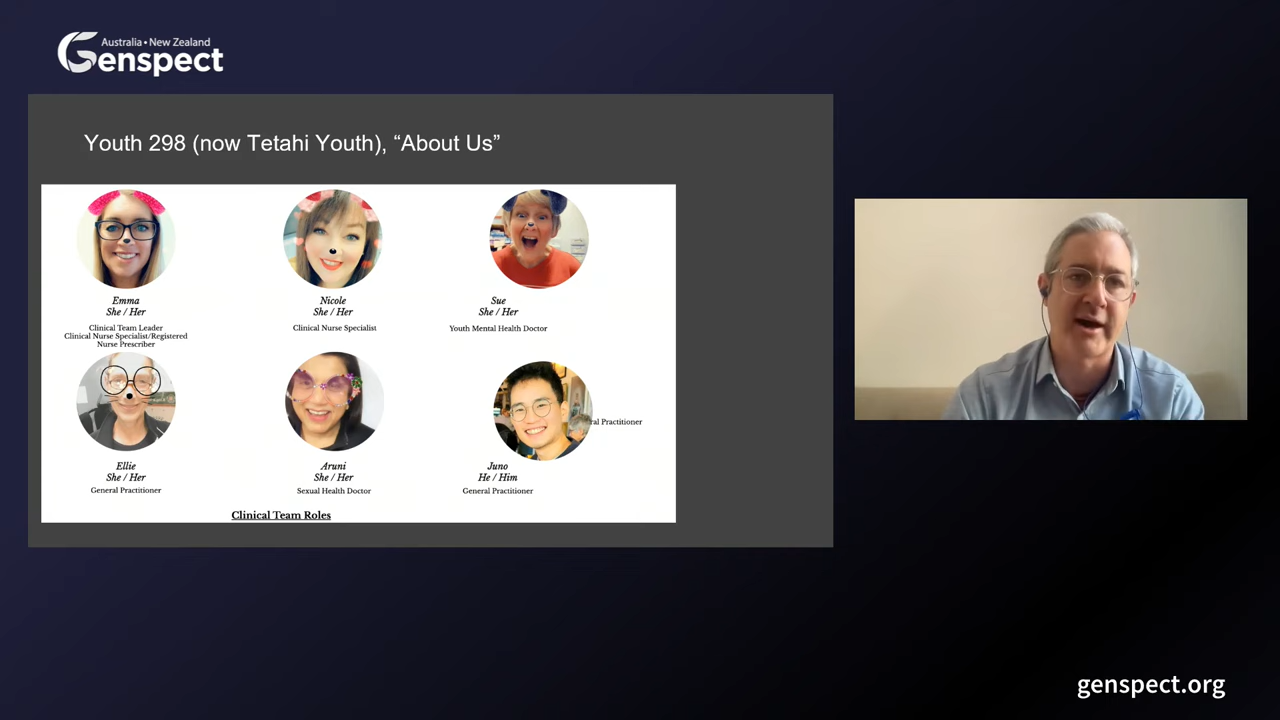 Australia • New Zealand
Genspect
Youth 298 (now Tetahi Youth), “About Us”
Emma
She / Her
Clinical Team Leader
Clinical Nurse Specialist/Registered
Nurse Prescriber
Nicole
She / Her
Clinical Nurse Specialist
Sue
She / Her
Youth Mental Health Doctor
Ellie
She / Her
General Practitioner
Aruni
She / Her
Sexual Health Doctor
Juno
He / Him
General Practitioner
ral Practitioner
Clinical Team Roles
genspect.org